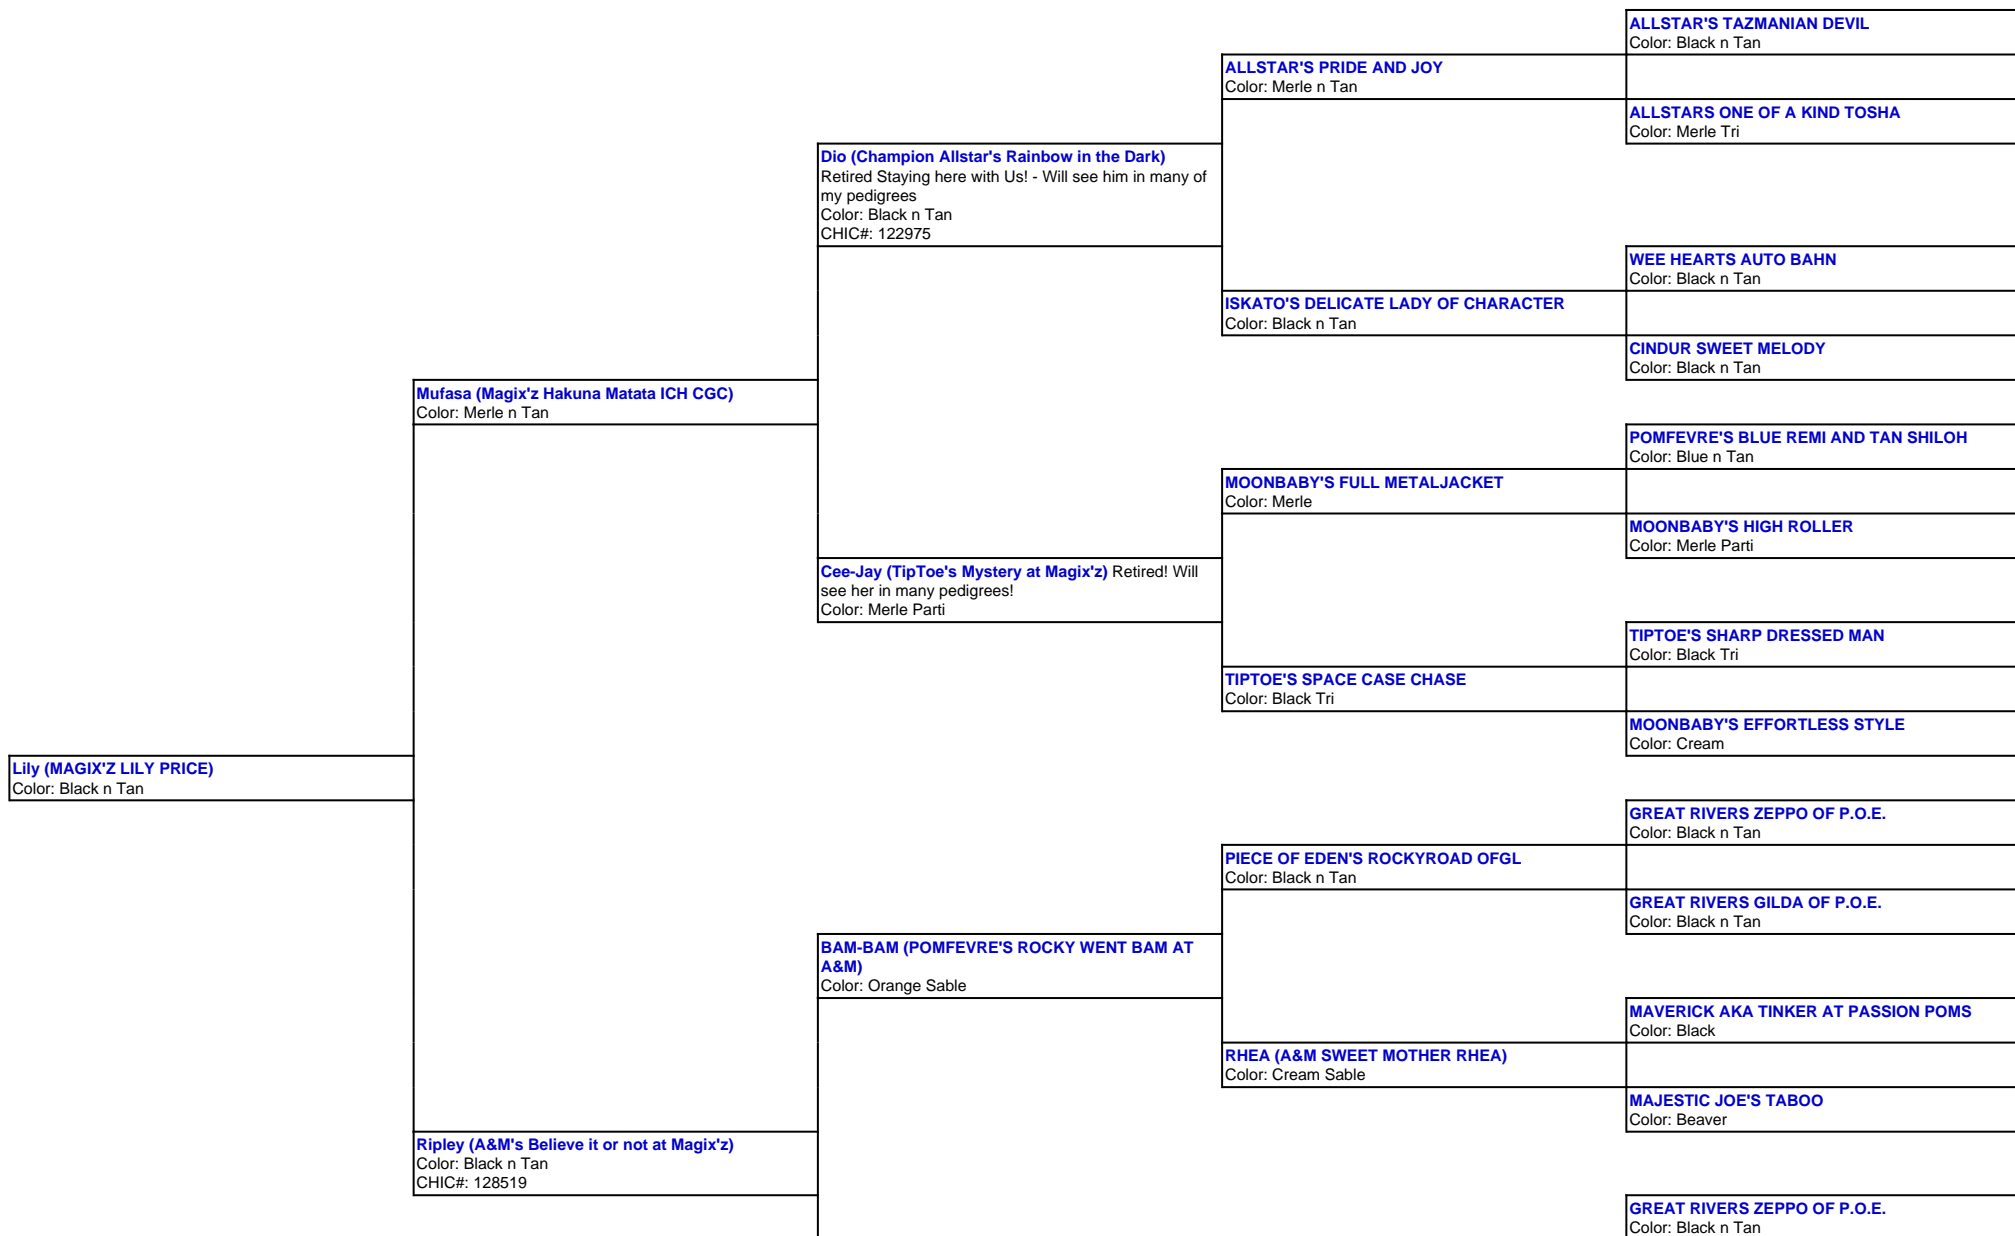 ALLSTAR'S TAZMANIAN DEVIL
Color: Black n Tan
ALLSTAR'S PRIDE AND JOY
Color: Merle n Tan
ALLSTARS ONE OF A KIND TOSHA
Color: Merle Tri
Dio (Champion Allstar's Rainbow in the Dark)
Retired Staying here with Us! - Will see him in many of
my pedigrees
Color: Black n Tan
CHIC#: 122975
WEE HEARTS AUTO BAHN
Color: Black n Tan
ISKATO'S DELICATE LADY OF CHARACTER
Color: Black n Tan
CINDUR SWEET MELODY
Color: Black n Tan
Mufasa (Magix'z Hakuna Matata ICH CGC)
Color: Merle n Tan
POMFEVRE'S BLUE REMI AND TAN SHILOH
Color: Blue n Tan
MOONBABY'S FULL METALJACKET
Color: Merle
MOONBABY'S HIGH ROLLER
Color: Merle Parti
Cee-Jay (TipToe's Mystery at Magix'z) Retired! Will
see her in many pedigrees!
Color: Merle Parti
TIPTOE'S SHARP DRESSED MAN
Color: Black Tri
TIPTOE'S SPACE CASE CHASE
Color: Black Tri
MOONBABY'S EFFORTLESS STYLE
Color: Cream
Lily (MAGIX'Z LILY PRICE)
Color: Black n Tan
GREAT RIVERS ZEPPO OF P.O.E.
Color: Black n Tan
PIECE OF EDEN'S ROCKYROAD OFGL
Color: Black n Tan
GREAT RIVERS GILDA OF P.O.E.
Color: Black n Tan
BAM-BAM (POMFEVRE'S ROCKY WENT BAM AT
A&M)
Color: Orange Sable
MAVERICK AKA TINKER AT PASSION POMS
Color: Black
RHEA (A&M SWEET MOTHER RHEA)
Color: Cream Sable
MAJESTIC JOE'S TABOO
Color: Beaver
Ripley (A&M's Believe it or not at Magix'z)
Color: Black n Tan
CHIC#: 128519
GREAT RIVERS ZEPPO OF P.O.E.
Color: Black n Tan